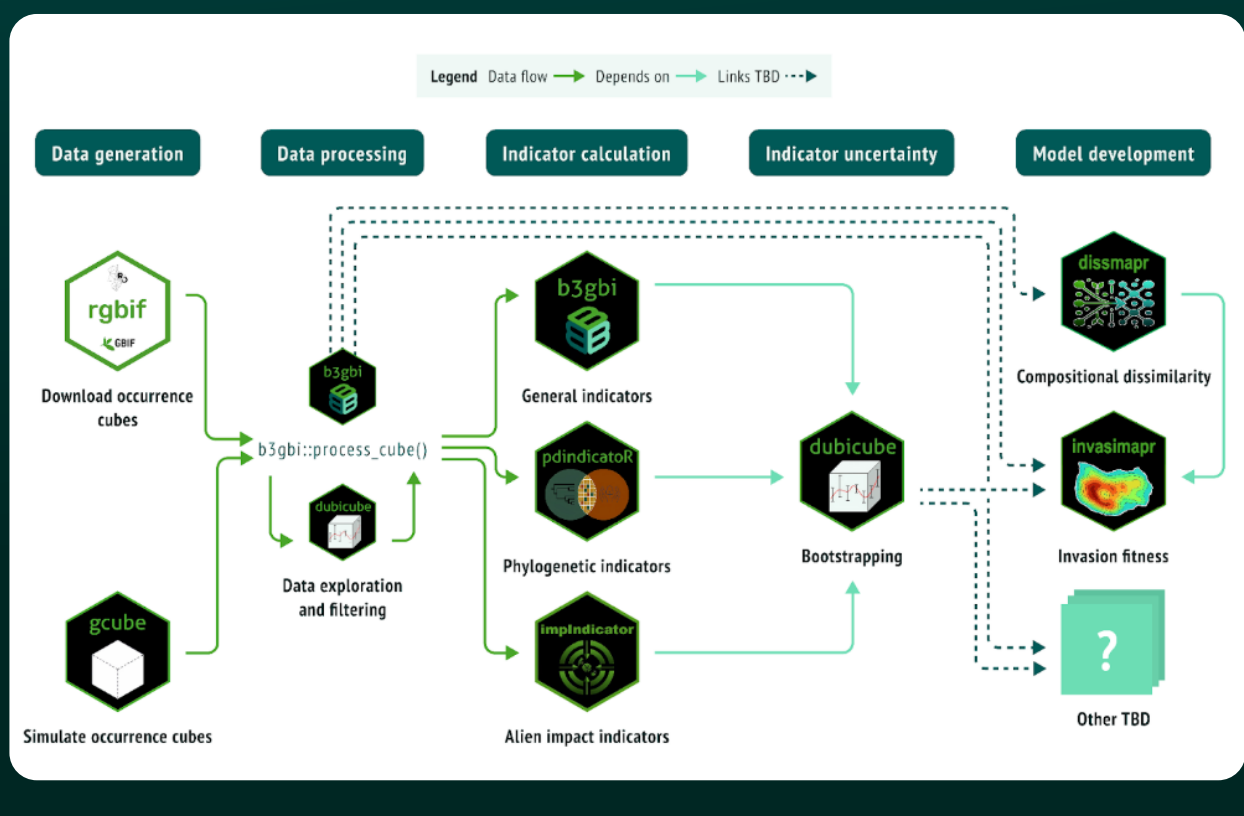 Legend Data flow Depends on Links TBD
Data generation
Data processing
Indicator calculation
Indicator uncertainty
Model development
rgbif
GBIF
Download occurrence
cubes
gcube
Simulate occurrence cubes
b3gbi
b3gbi::process_cube()
dubicube
Data exploration
and filtering
b3gbi
General indicators
pdindicatoR
Phylogenetic indicators
impIndicator
Alien impact indicators
dubicube
Bootstrapping
dissmapr
Compositional dissimilarity
invasimapr
Invasion fitness
?
Other TBD